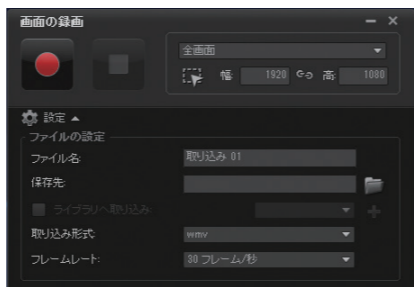 画面の録画
全画面
幅: 1920 高: 1080
設定
ファイルの設定
ファイル名: 取り込み 01
保存先:
ライブラリへ取り込み:
取り込み形式: wmv
フレームレート: 30 フレーム/秒